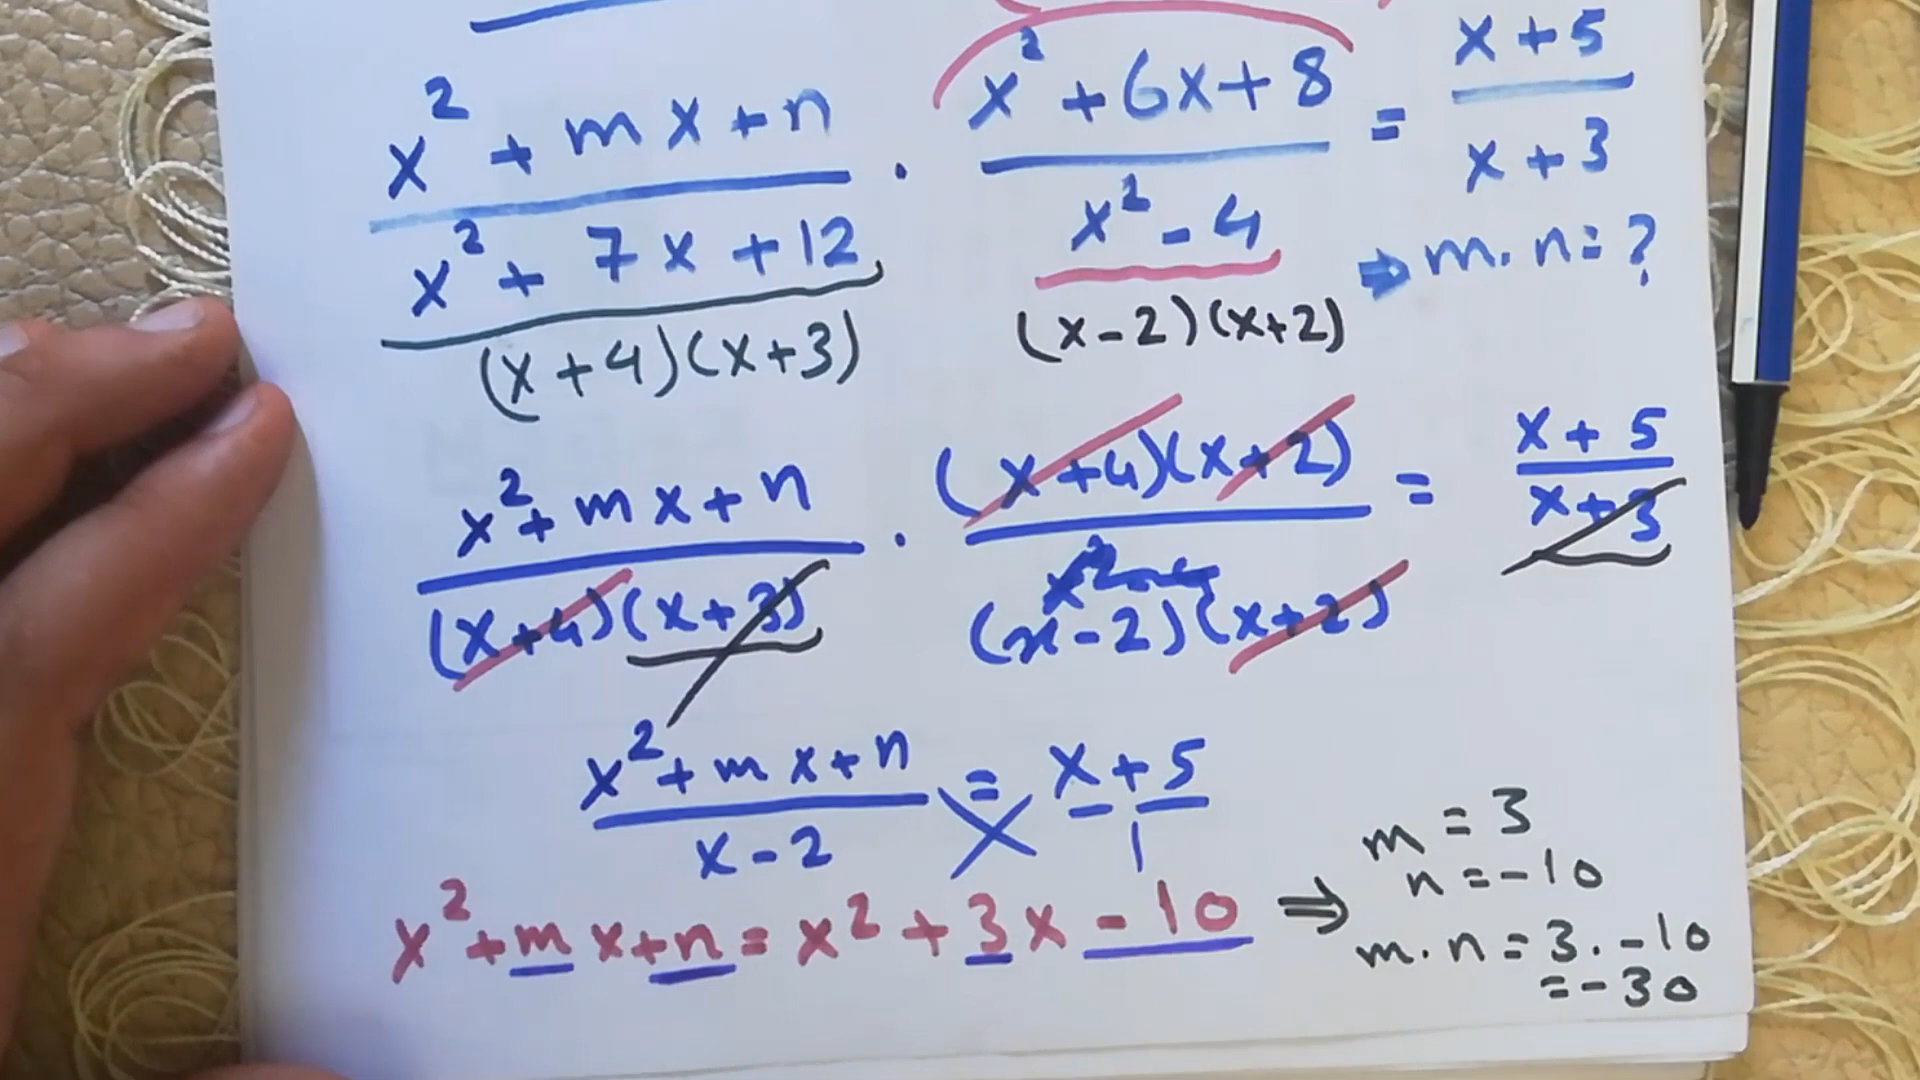 x² + mx + n / x² + 7x + 12 · x² + 6x + 8 / x² - 4 = x + 5 / x + 3
⇒ m . n = ?
(x + 4)(x + 3)
(x - 2)(x + 2)
x² + mx + n / (x+4)(x+3) · (x+4)(x+2) / (x-2)(x+2) = x + 5 / x + 3
x² + mx + n / x - 2 = x + 5 / 1
x² + mx + n = x² + 3x - 10 ⇒ m = 3
n = -10
m . n = 3 . -10
= -30